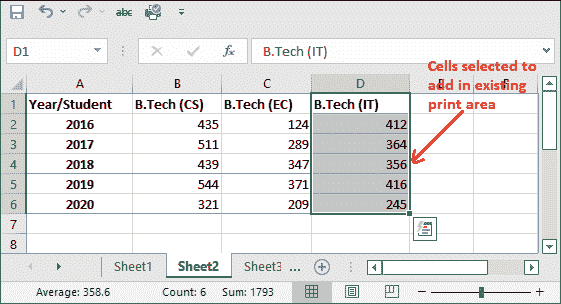 D1 fx B.Tech (IT)
Cells selected to
add in existing
print area
A B C D E F
1 Year/Student B.Tech (CS) B.Tech (EC) B.Tech (IT)
2 2016 435 124 412
3 2017 511 289 364
4 2018 439 347 356
5 2019 544 371 416
6 2020 321 209 245
7
8
Sheet1 Sheet2 Sheet3 ...
Average: 358.6 Count: 6 Sum: 1793